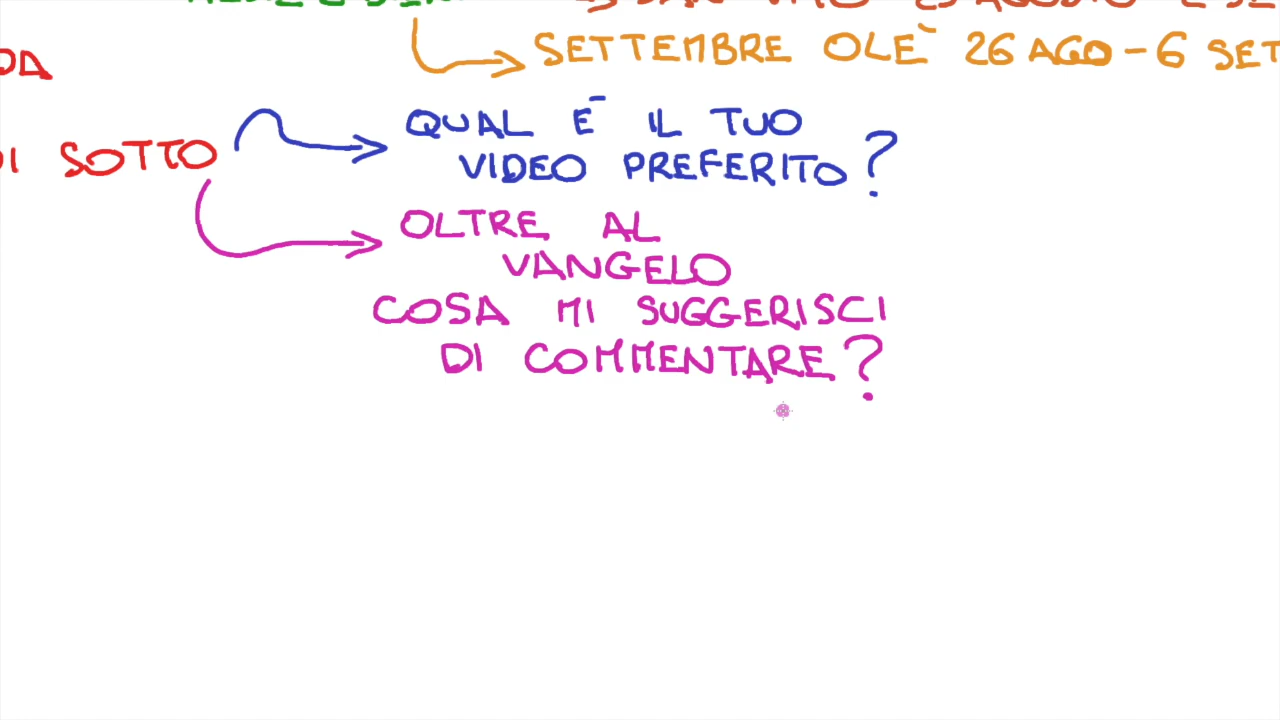 SETTEMBRE OLÈ 26 AGO - 6 SET
QUAL È IL TUO
SOTTO
VIDEO PREFERITO?
OLTRE AL
VANGELO
COSA MI SUGGERISCI
DI COMMENTARE?